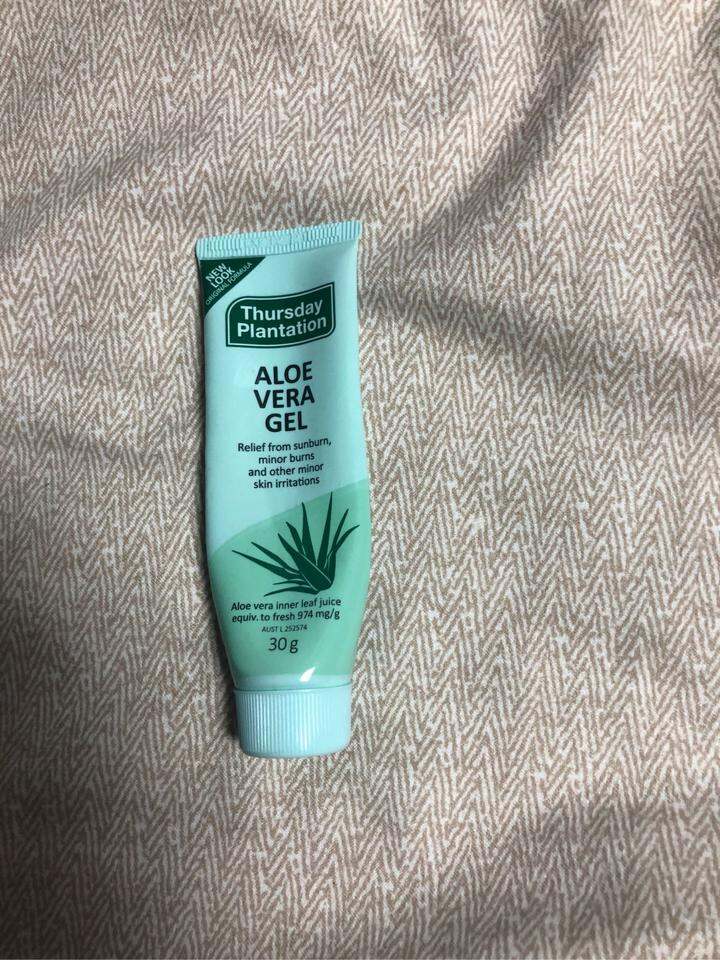 NEW
LOOK
ORIGINAL FORMULA
Thursday
Plantation
ALOE
VERA
GEL
Relief from sunburn,
minor burns
and other minor
skin irritations
Aloe vera inner leaf juice
equiv. to fresh 974 mg/g
AUST L 252574
30g